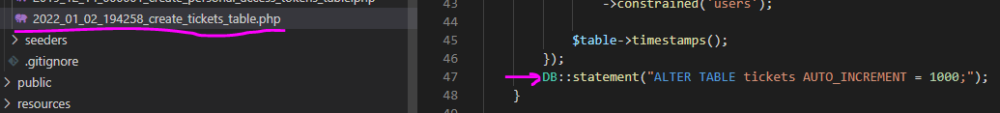 2019_12_14_000001_create_personal_access_tokens_table.php
2022_01_02_194258_create_tickets_table.php
seeders
.gitignore
public
resources
43 ->constrained('users');
45 $table->timestamps();
46 });
47 DB::statement("ALTER TABLE tickets AUTO_INCREMENT = 1000;");
48 }